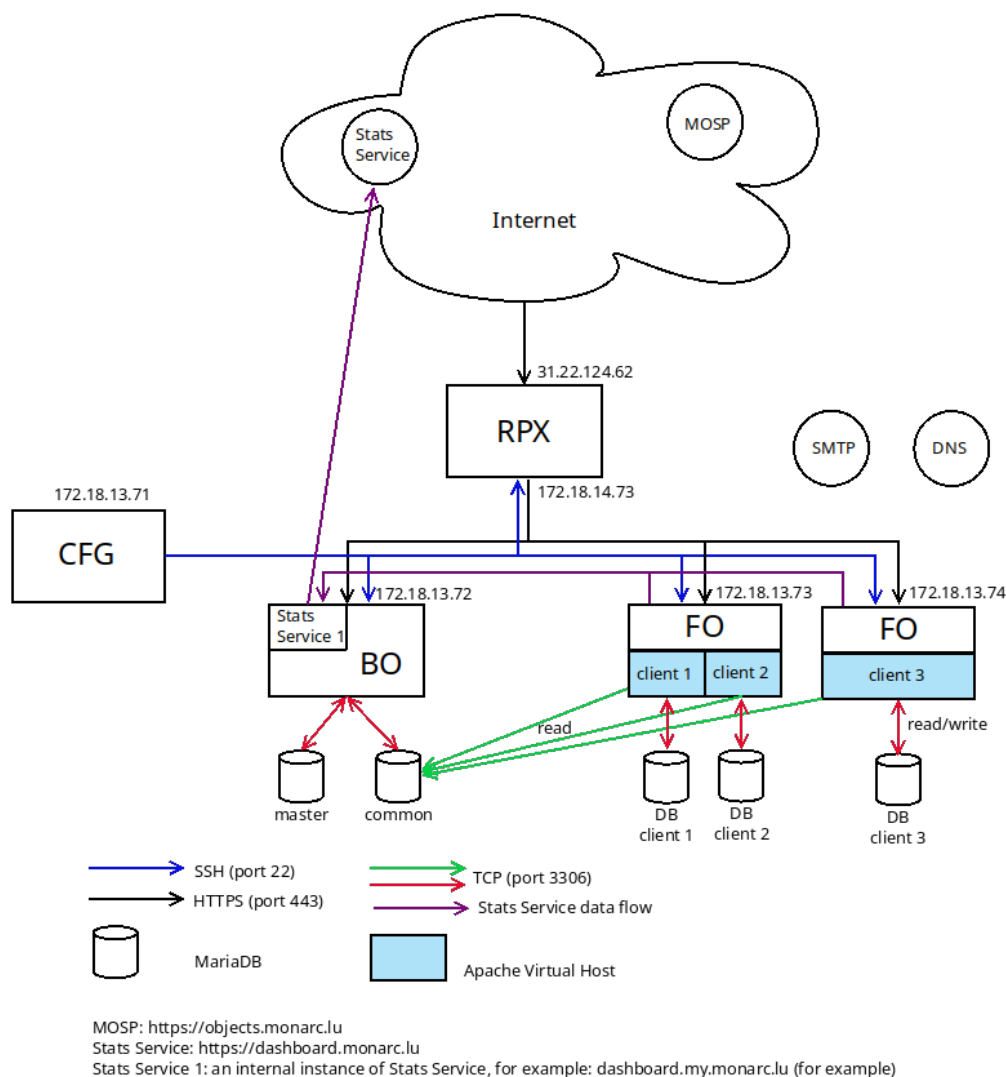 Stats
Service
MOSP
Internet
31.22.124.62
RPX
SMTP
DNS
172.18.13.71
172.18.14.73
CFG
172.18.13.72
172.18.13.73
172.18.13.74
Stats
Service 1
BO
FO
FO
client 1
client 2
client 3
read
read/write
master
common
DB
client 1
DB
client 2
DB
client 3
SSH (port 22)
TCP (port 3306)
HTTPS (port 443)
Stats Service data flow
MariaDB
Apache Virtual Host
MOSP: https://objects.monarc.lu
Stats Service: https://dashboard.monarc.lu
Stats Service 1: an internal instance of Stats Service, for example: dashboard.my.monarc.lu (for example)